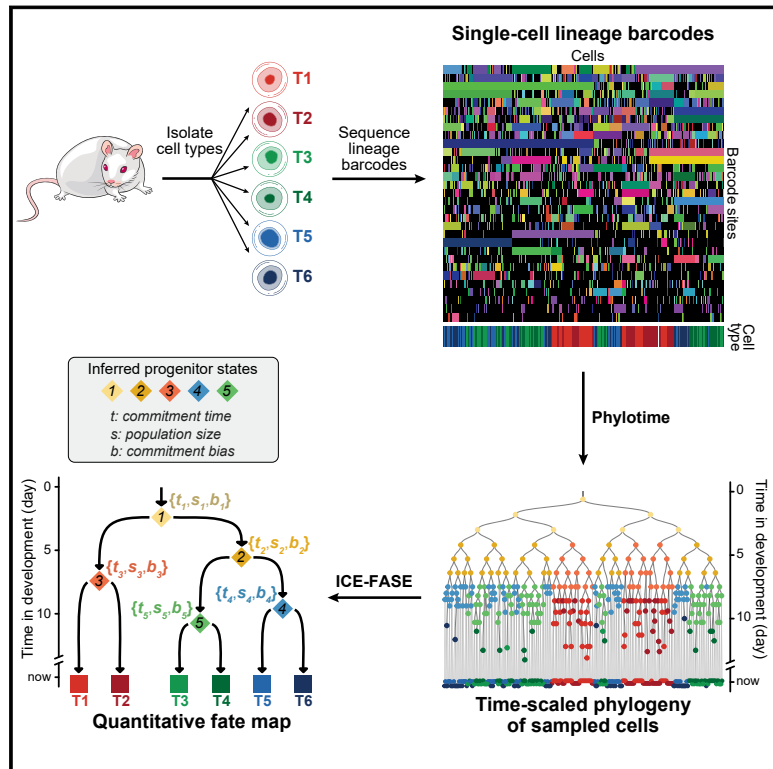 Single-cell lineage barcodes
Cells
Isolate
cell types
T1
T2
T3
T4
T5
T6
Sequence
lineage
barcodes
Barcode sites
Cell
type
Phylotime
Inferred progenitor states
1 2 3 4 5
t: commitment time
s: population size
b: commitment bias
Time in development (day)
0
5
10
now
{t1,s1,b1}
1
{t2,s2,b2}
2
{t3,s3,b3}
3
{t4,s4,b4}
4
{t5,s5,b5}
5
T1 T2 T3 T4 T5 T6
Quantitative fate map
ICE-FASE
Time in development (day)
0
5
10
now
Time-scaled phylogeny
of sampled cells